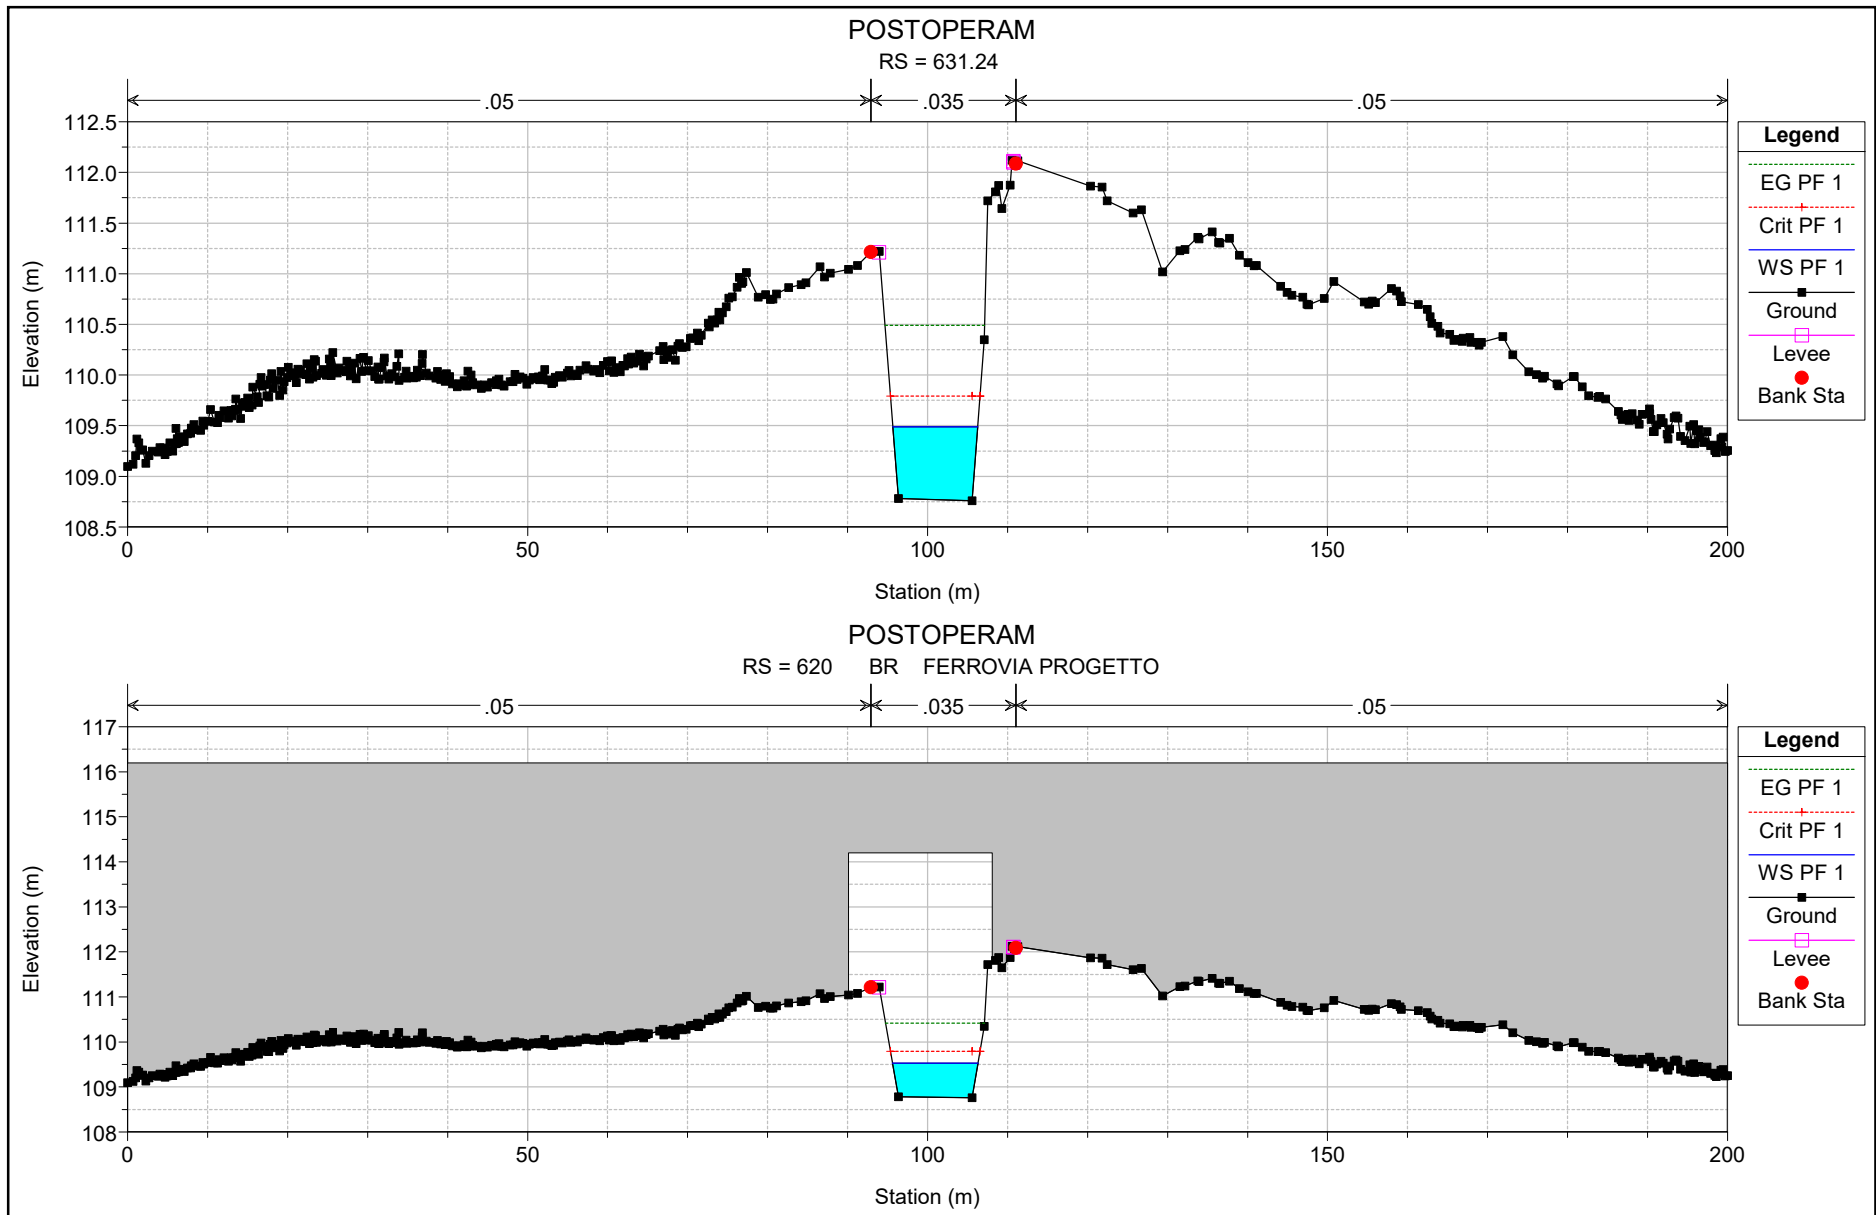 POSTOPERAM
RS = 631.24
.05 .035 .05
112.5
112.0
111.5
111.0
110.5
110.0
109.5
109.0
108.5
Elevation (m)
0 50 100 150 200
Station (m)
Legend
EG PF 1
Crit PF 1
WS PF 1
Ground
Levee
Bank Sta
POSTOPERAM
RS = 620 BR FERROVIA PROGETTO
.05 .035 .05
117
116
115
114
113
112
111
110
109
108
Elevation (m)
0 50 100 150 200
Station (m)
Legend
EG PF 1
Crit PF 1
WS PF 1
Ground
Levee
Bank Sta